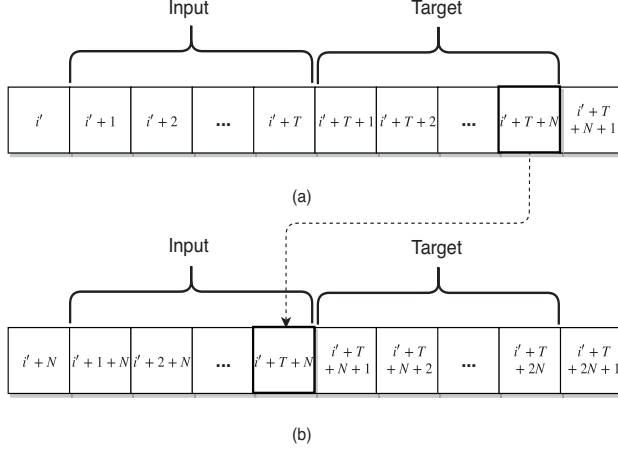 Input Target
i′ i′ + 1 i′ + 2 ... i′ + T i′ + T + 1 i′ + T + 2 ... i′ + T + N i′ + T
+ N + 1
(a)
Input Target
i′ + N i′ + 1 + N i′ + 2 + N ... i′ + T + N i′ + T i′ + T ... i′ + T i′ + T
+ N + 1 + N + 2 + 2N + 2N + 1
(b)